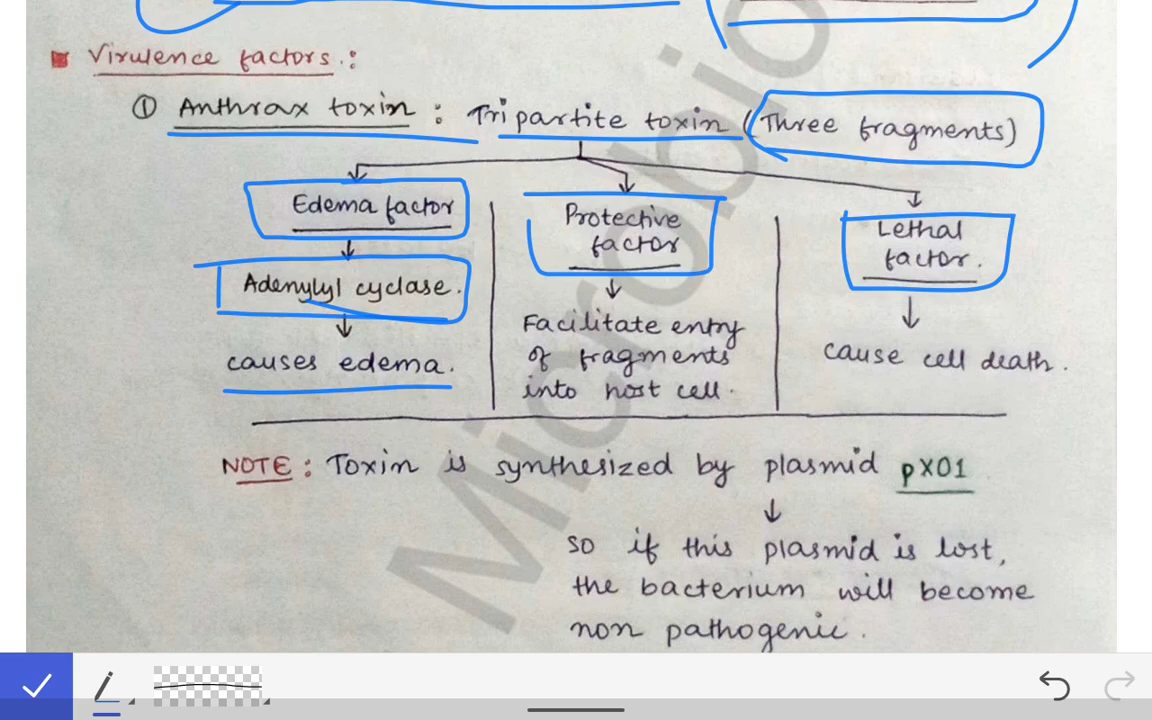 Virulence factors :
① Anthrax toxin : Tripartite toxin (Three fragments)
Edema factor
Protective factor
Lethal factor.
Adenylyl cyclase.
causes edema.
Facilitate entry
of fragments
into host cell.
cause cell death.
NOTE : Toxin is synthesized by plasmid pX01
so if this plasmid is lost,
the bacterium will become
non pathogenic.
Microbio